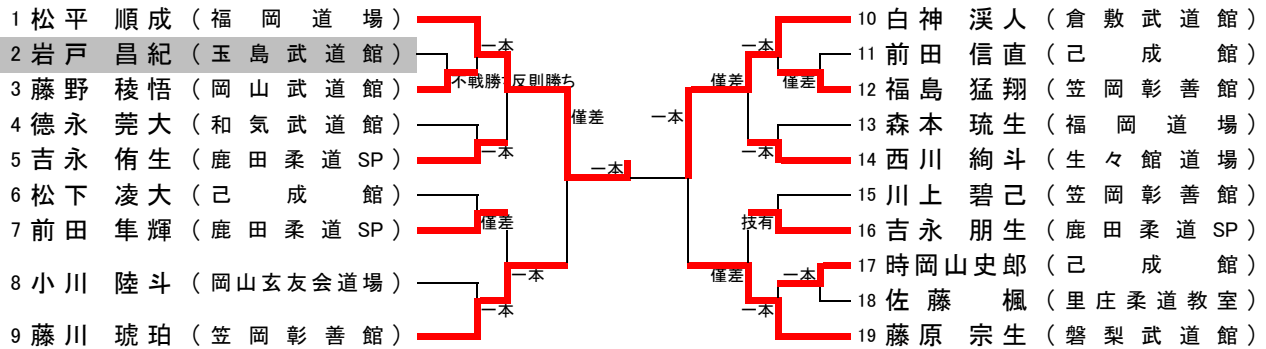 1 松平 順成 (福岡道場)
2 岩戸 昌紀 (玉島武道館)
3 藤野 稜悟 (岡山武道館)
4 德永 莞大 (和気武道館)
5 吉永 侑生 (鹿田柔道SP)
6 松下 凌大 (己成館)
7 前田 隼輝 (鹿田柔道SP)
8 小川 陸斗 (岡山玄友会道場)
9 藤川 琥珀 (笠岡彰善館)
一本
不戦勝ち
反則勝ち
一本
僅差
僅差
一本
一本
一本
一本
僅差
一本
僅差
一本
技有
僅差
一本
一本
10 白神 渓人 (倉敷武道館)
11 前田 信直 (己成館)
12 福島 猛翔 (笠岡彰善館)
13 森本 琉生 (福岡道場)
14 西川 絢斗 (生々館道場)
15 川上 碧己 (笠岡彰善館)
16 吉永 朋生 (鹿田柔道SP)
17 時岡山史郎 (己成館)
18 佐藤 楓 (里庄柔道教室)
19 藤原 宗生 (磐梨武道館)